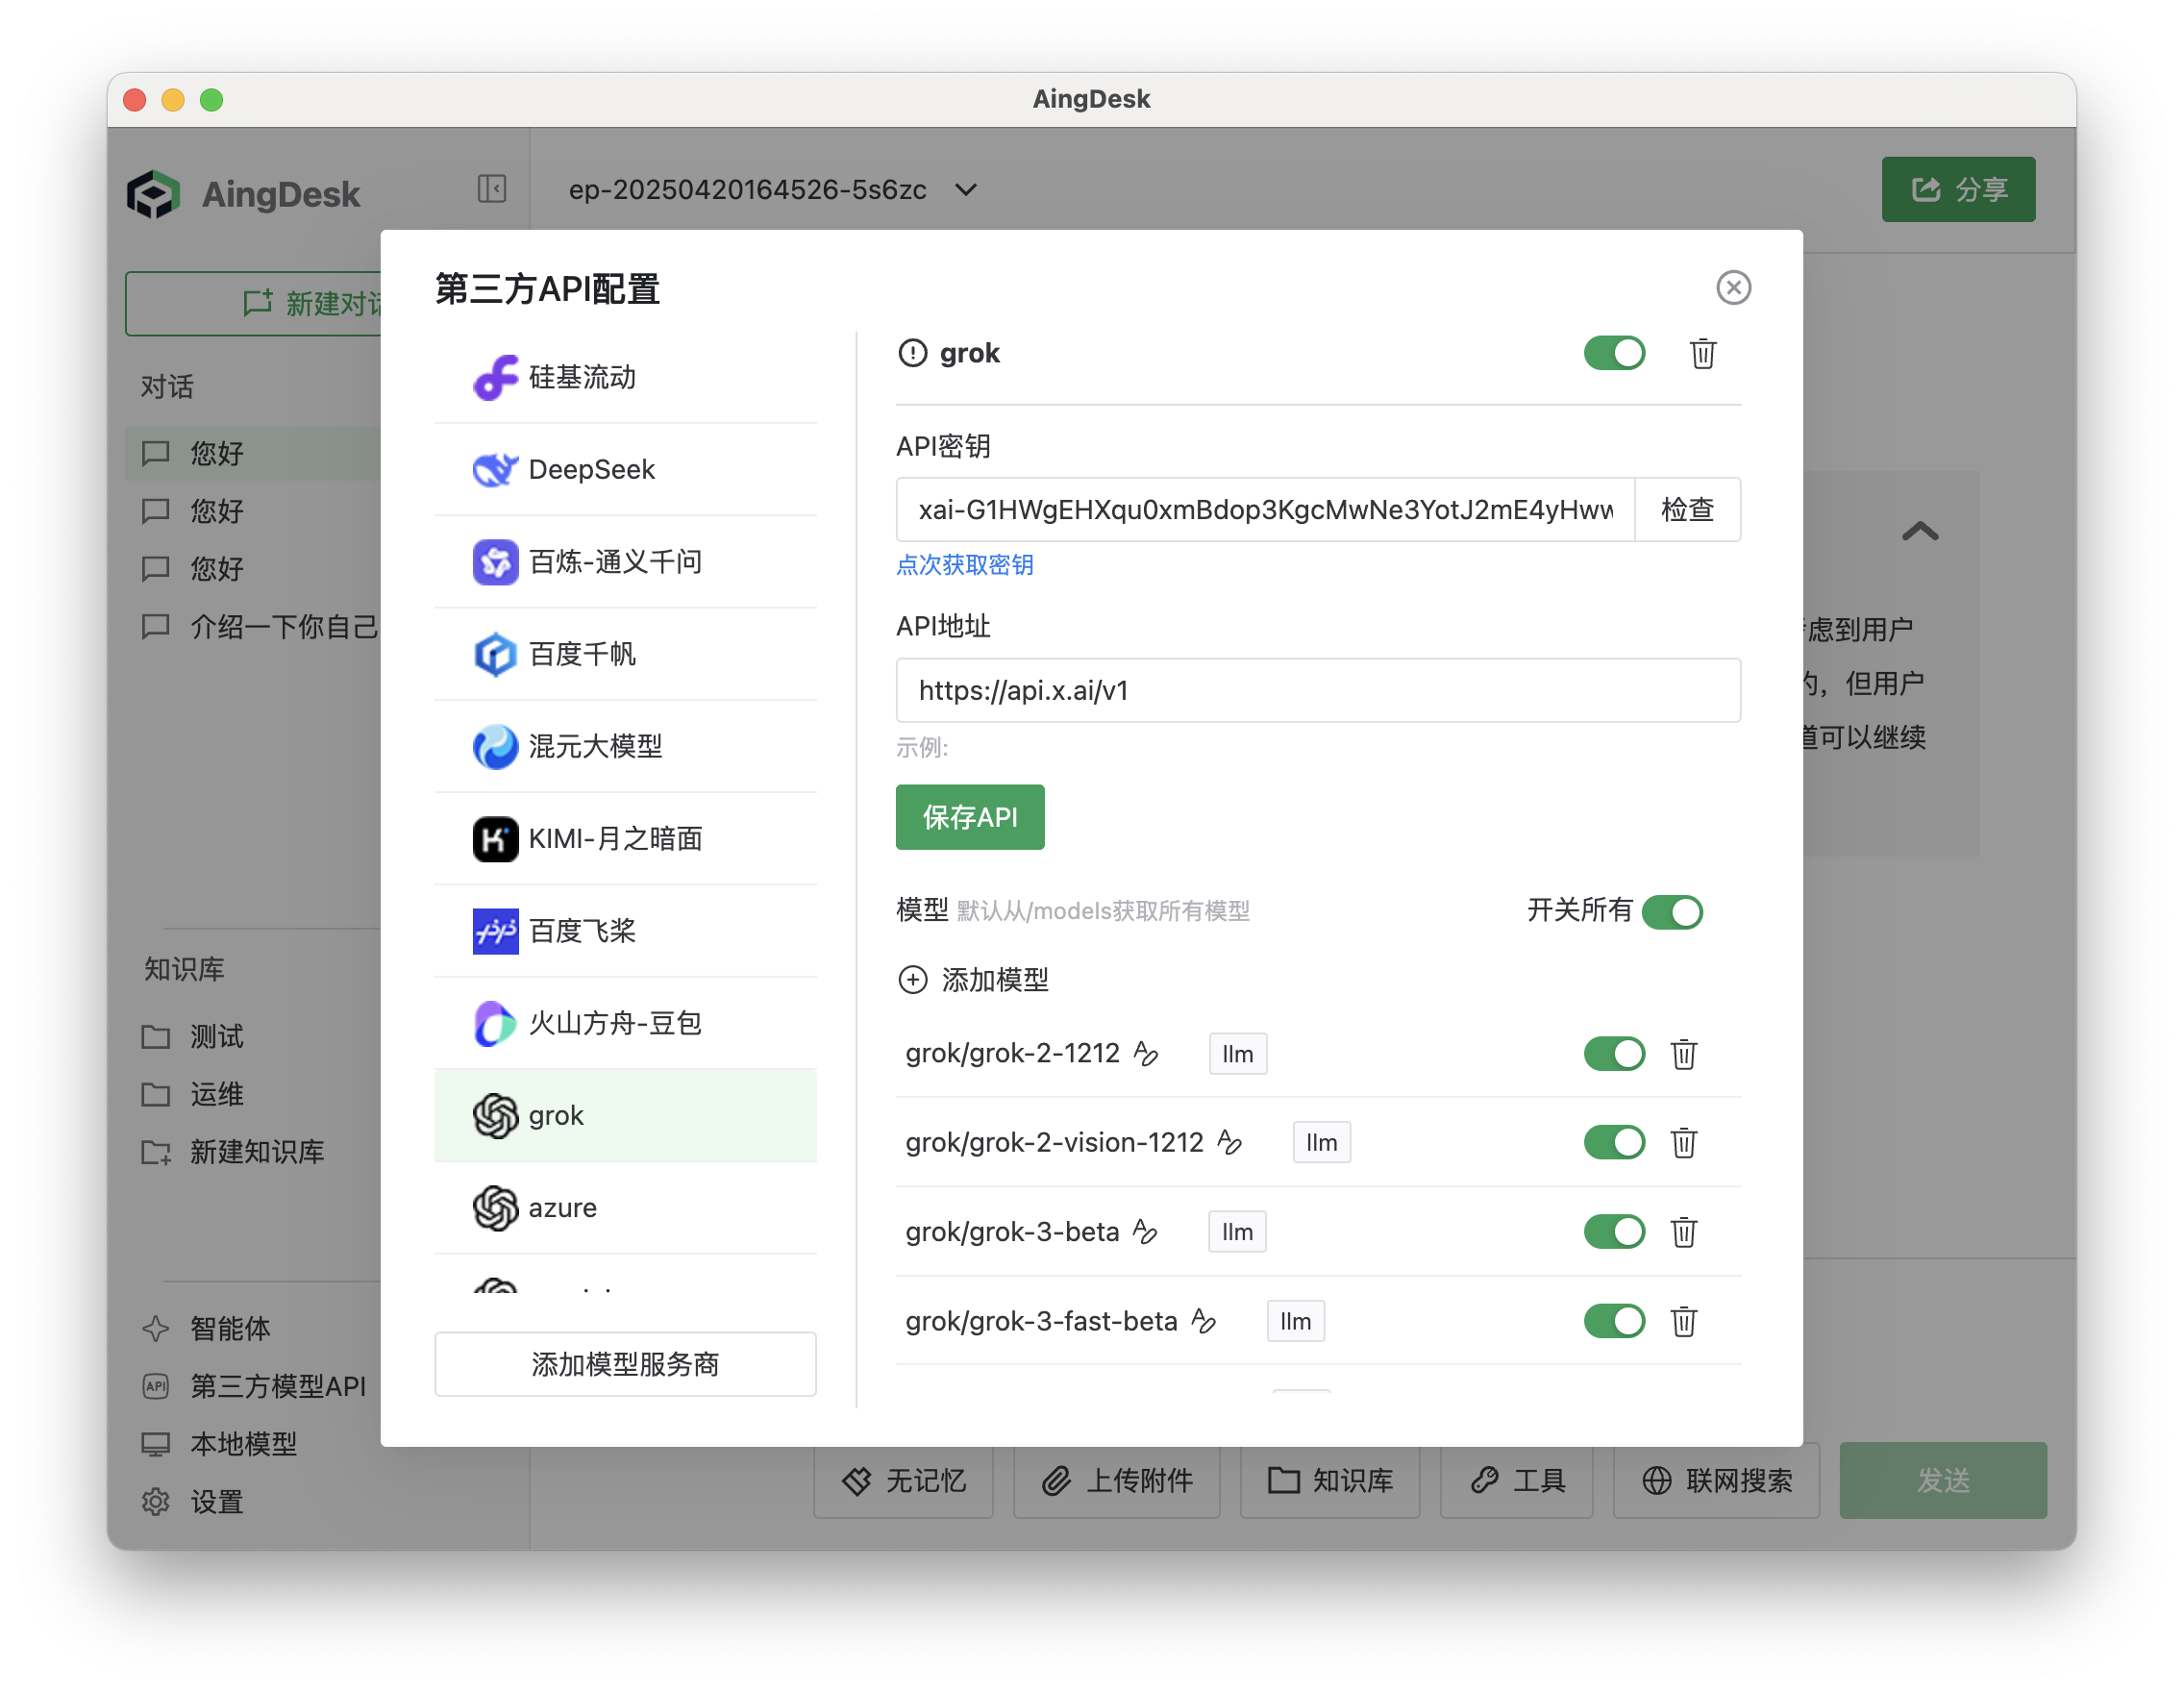 AingDesk
AingDesk
ep-20250420164526-5s6zc
分享
新建对话
对话
您好
您好
您好
介绍一下你自己
知识库
测试
运维
新建知识库
智能体
API 第三方模型API
本地模型
设置
第三方API配置
硅基流动
DeepSeek
百炼-通义千问
百度千帆
混元大模型
KIMI-月之暗面
百度飞桨
火山方舟-豆包
grok
azure
添加模型服务商
grok
API密钥
xai-G1HWgEHXqu0xmBdop3KgcMwNe3YotJ2mE4yHww
检查
点次获取密钥
API地址
https://api.x.ai/v1
示例:
保存API
模型 默认从/models获取所有模型
开关所有
添加模型
grok/grok-2-1212 llm
grok/grok-2-vision-1212 llm
grok/grok-3-beta llm
grok/grok-3-fast-beta llm
虑到用户
的，但用户
道可以继续
无记忆
上传附件
知识库
工具
联网搜索
发送